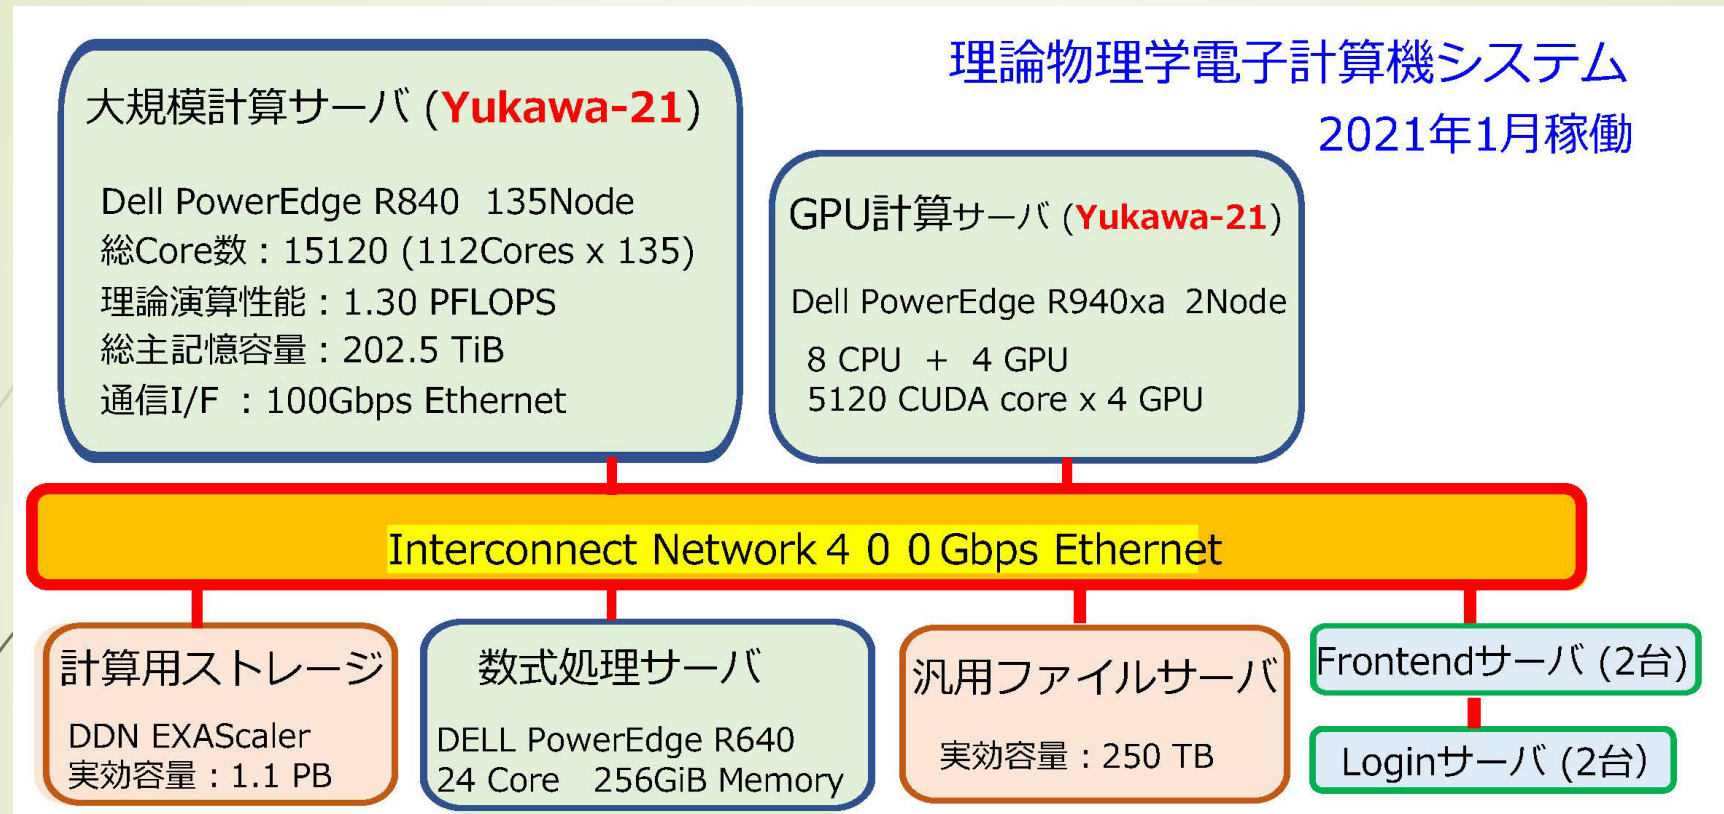 理論物理学電子計算機システム
2021年1月稼働
大規模計算サーバ (Yukawa-21)
Dell PowerEdge R840 135Node
総Core数：15120 (112Cores x 135)
理論演算性能：1.30 PFLOPS
総主記憶容量：202.5 TiB
通信I/F ：100Gbps Ethernet
GPU計算サーバ (Yukawa-21)
Dell PowerEdge R940xa 2Node
8 CPU + 4 GPU
5120 CUDA core x 4 GPU
Interconnect Network４００Gbps Ethernet
計算用ストレージ
DDN EXAScaler
実効容量：1.1 PB
数式処理サーバ
DELL PowerEdge R640
24 Core 256GiB Memory
汎用ファイルサーバ
実効容量：250 TB
Frontendサーバ (2台)
Loginサーバ (2台)